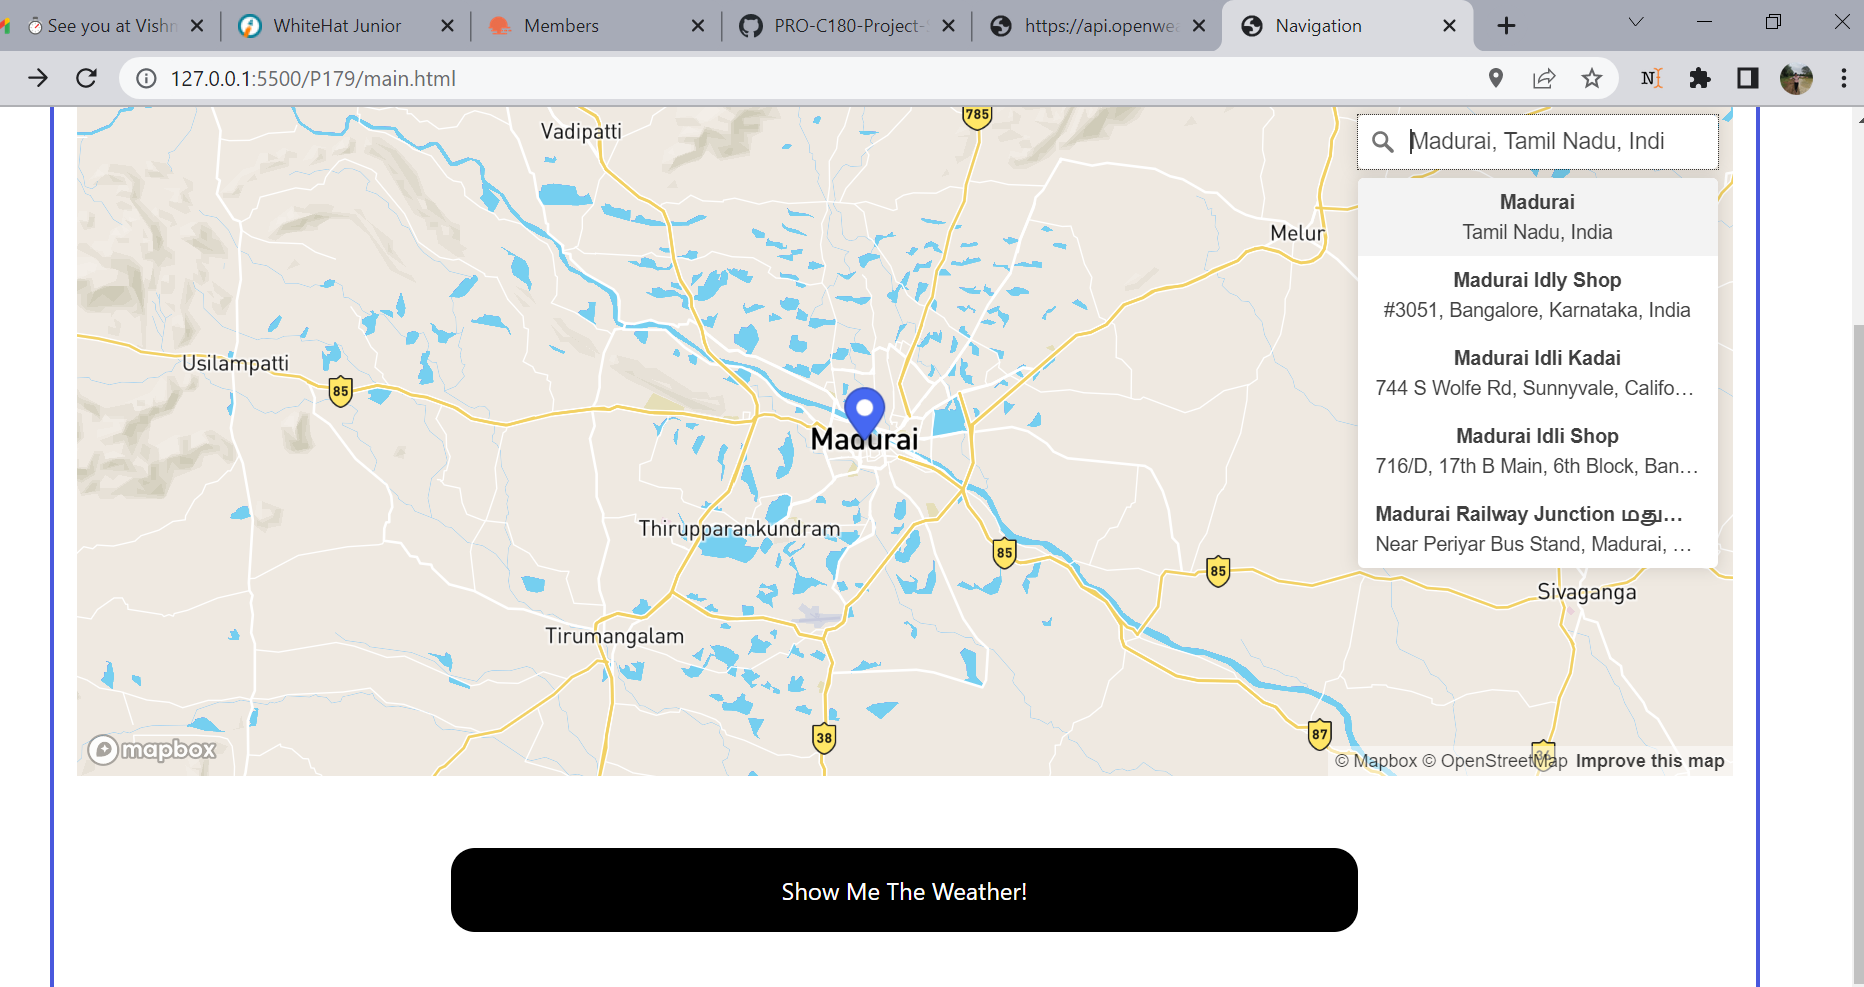 See you at Vishn
WhiteHat Junior
Members
PRO-C180-Project-S
https://api.openwea
Navigation
127.0.0.1:5500/P179/main.html
785
Vadipatti
Madurai, Tamil Nadu, Indi
Madurai
Tamil Nadu, India
Melur
Madurai Idly Shop
#3051, Bangalore, Karnataka, India
Madurai Idli Kadai
744 S Wolfe Rd, Sunnyvale, Califo...
Usilampatti
85
Madurai
Madurai Idli Shop
716/D, 17th B Main, 6th Block, Ban...
Madurai Railway Junction மது...
Near Periyar Bus Stand, Madurai, ...
Thirupparankundram
85
85
Sivaganga
Tirumangalam
38
87
36
mapbox
© Mapbox © OpenStreetMap Improve this map
Show Me The Weather!